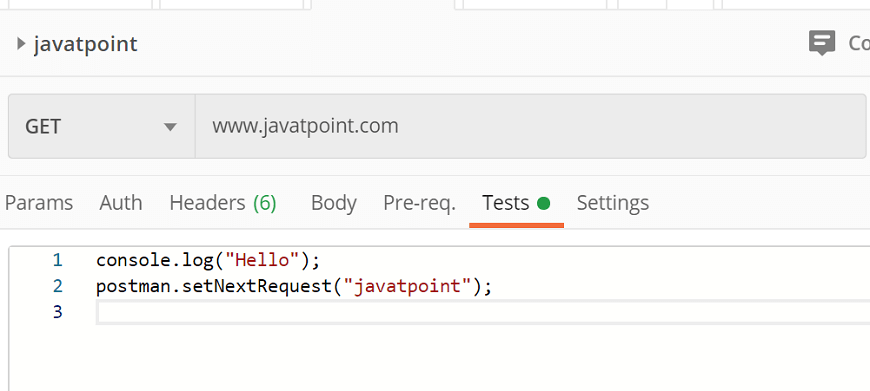 javatpoint
Co
GET www.javatpoint.com
Params Auth Headers (6) Body Pre-req. Tests Settings
1 console.log("Hello");
2 postman.setNextRequest("javatpoint");
3